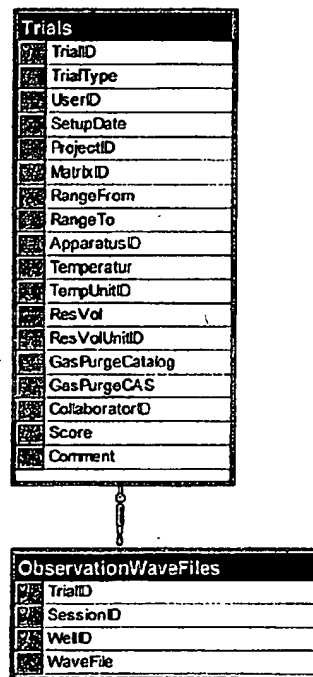 Trials
TrialID
TrialType
UserID
SetupDate
ProjectID
MatrixID
RangeFrom
RangeTo
ApparatusID
Temperatur
TempUnitID
ResVol
ResVolUnitID
GasPurgeCatalog
GasPurgeCAS
CollaboratorID
Score
Comment
ObservationWaveFiles
TrialID
SessionID
WellID
WaveFile